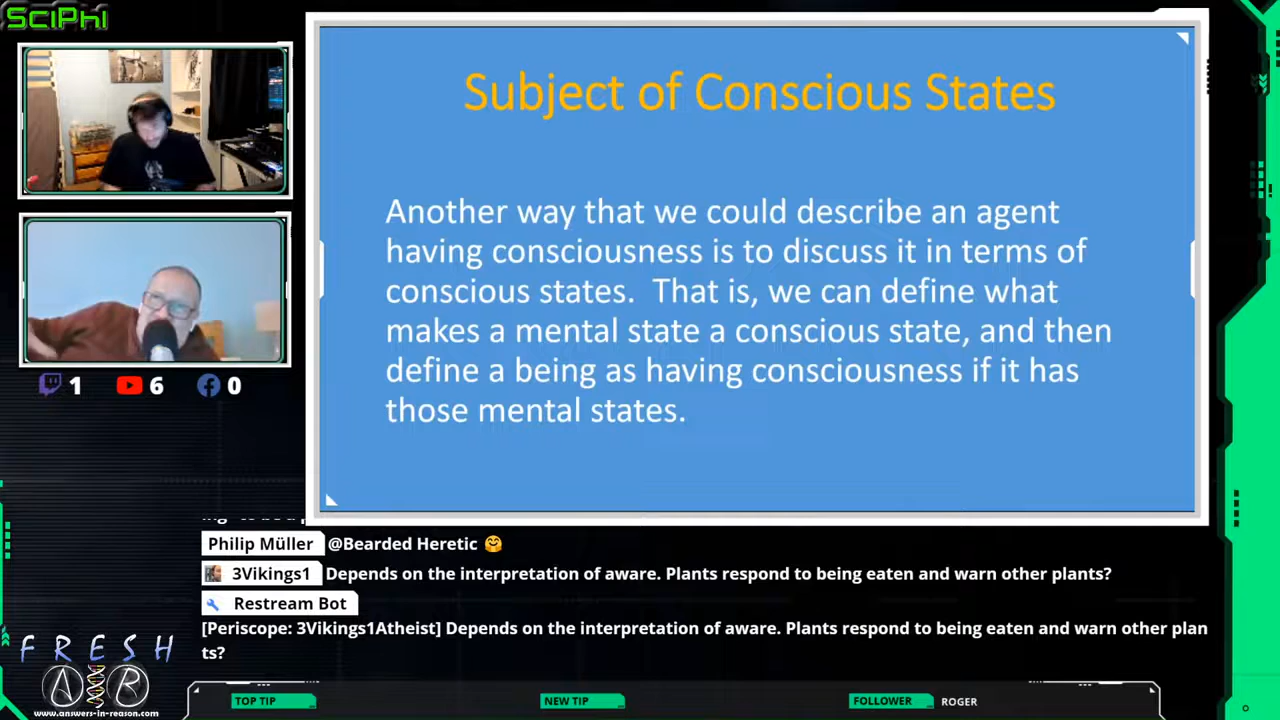 SCIPHI
Subject of Conscious States
Another way that we could describe an agent
having consciousness is to discuss it in terms of
conscious states. That is, we can define what
makes a mental state a conscious state, and then
define a being as having consciousness if it has
those mental states.
1 6 0
Philip Müller @Bearded Heretic 🤗
3Vikings1 Depends on the interpretation of aware. Plants respond to being eaten and warn other plants?
Restream Bot
[Periscope: 3Vikings1Atheist] Depends on the interpretation of aware. Plants respond to being eaten and warn other plan
ts?
FRESH
AiR
www.answers-in-reason.com
TOP TIP NEW TIP FOLLOWER ROGER